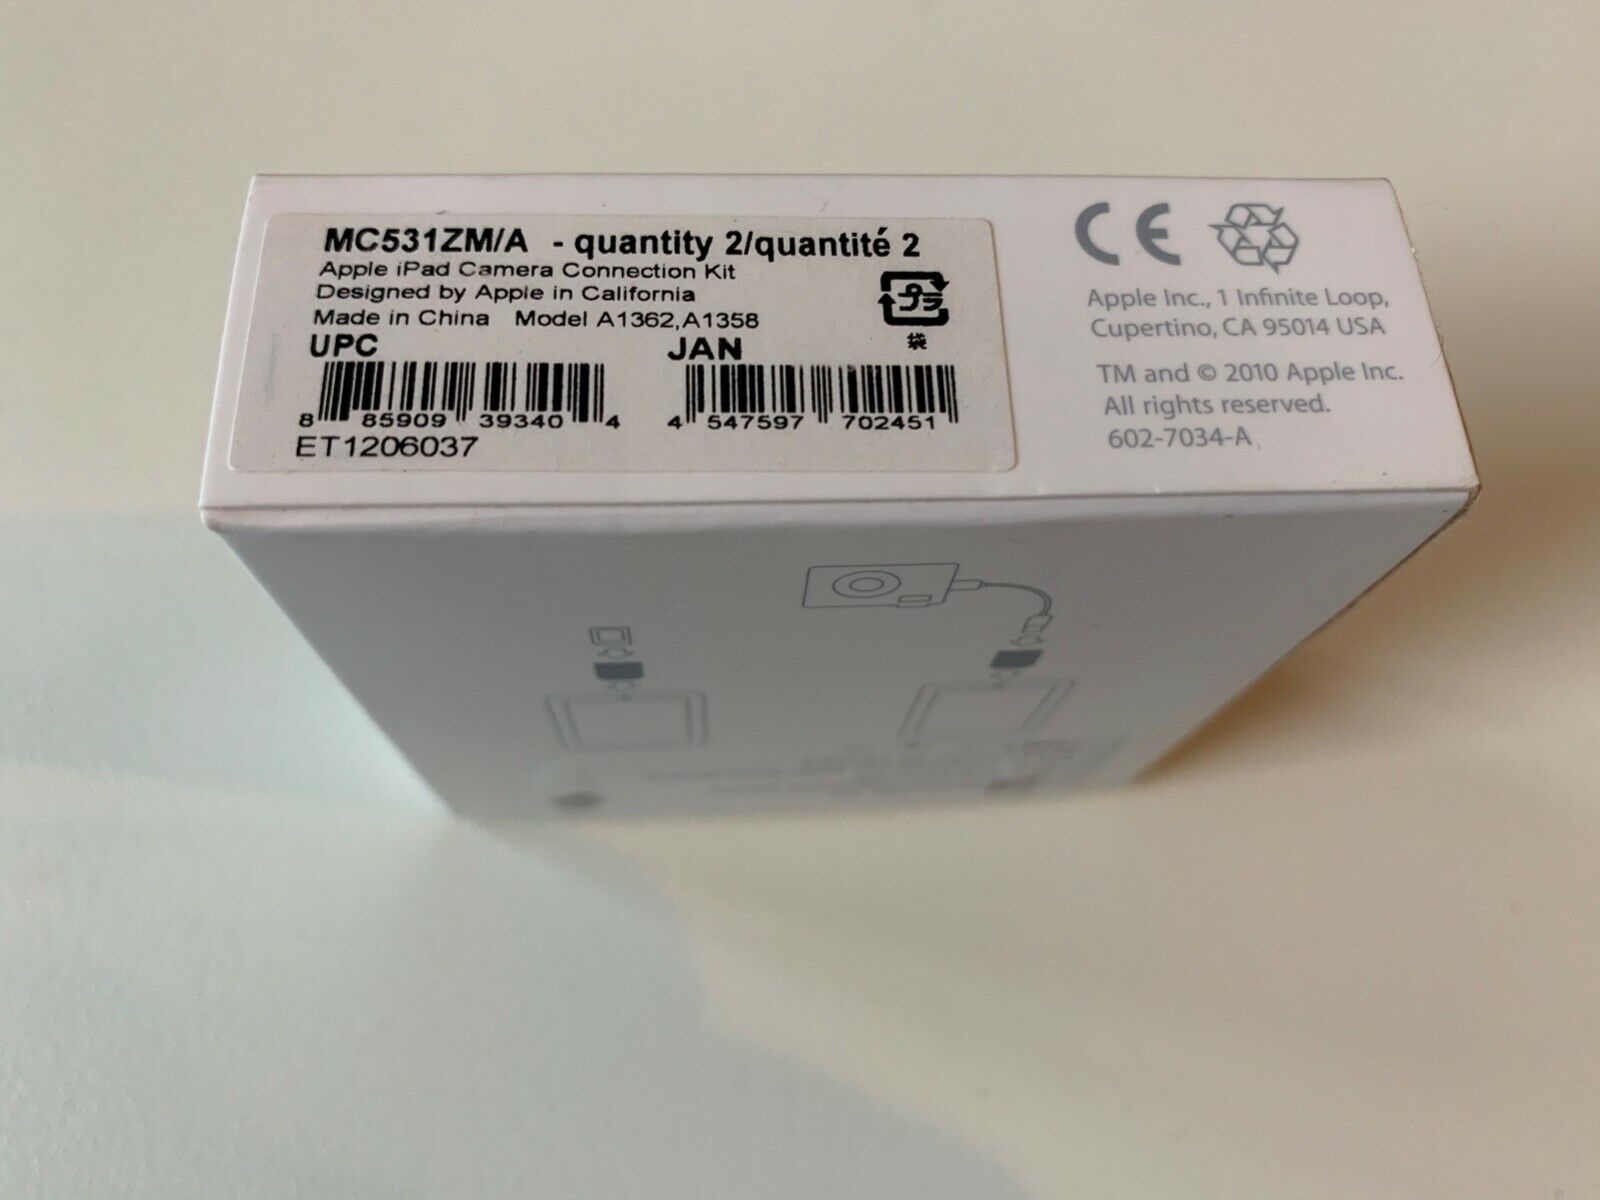 MC531ZM/A - quantity 2/quantité 2
Apple iPad Camera Connection Kit
Designed by Apple in California
Made in China Model A1362,A1358
プラ
袋
UPC JAN
8 85909 39340 4 4 547597 702451
ET1206037
CE
Apple Inc., 1 Infinite Loop,
Cupertino, CA 95014 USA
TM and © 2010 Apple Inc.
All rights reserved.
602-7034-A